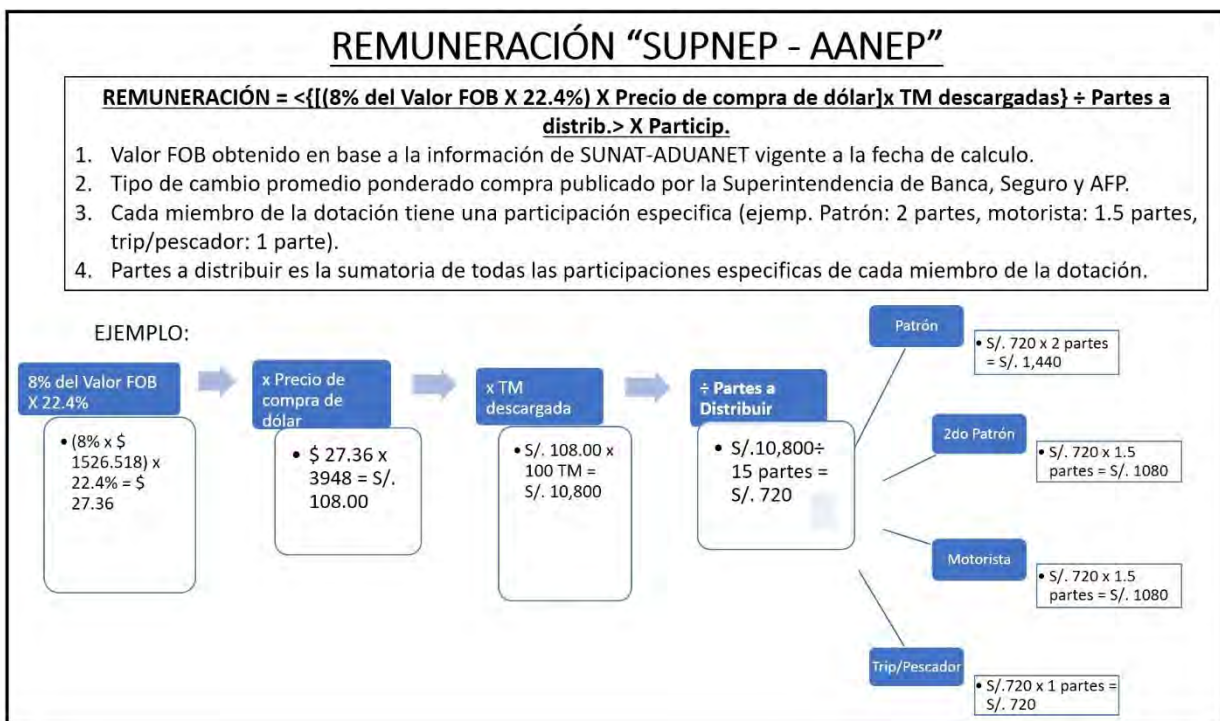 REMUNERACIÓN “SUPNEP - AANEP”
REMUNERACIÓN = <{[(8% del Valor FOB X 22.4%) X Precio de compra de dólar]x TM descargadas} ÷ Partes a
distrib.> X Particip.
1. Valor FOB obtenido en base a la información de SUNAT-ADUANET vigente a la fecha de calculo.
2. Tipo de cambio promedio ponderado compra publicado por la Superintendencia de Banca, Seguro y AFP.
3. Cada miembro de la dotación tiene una participación especifica (ejemp. Patrón: 2 partes, motorista: 1.5 partes,
trip/pescador: 1 parte).
4. Partes a distribuir es la sumatoria de todas las participaciones especificas de cada miembro de la dotación.
EJEMPLO:
8% del Valor FOB
X 22.4%
• (8% x $
1526.518) x
22.4% = $
27.36
x Precio de
compra de
dólar
• $ 27.36 x
3948 = S/.
108.00
x TM
descargada
• S/. 108.00 x
100 TM =
S/. 10,800
÷ Partes a
Distribuir
• S/.10,800÷
15 partes =
S/. 720
Patrón
• S/. 720 x 2 partes
= S/. 1,440
2do Patrón
• S/. 720 x 1.5
partes = S/. 1080
Motorista
• S/. 720 x 1.5
partes = S/. 1080
Trip/Pescador
• S/.720 x 1 partes =
S/. 720